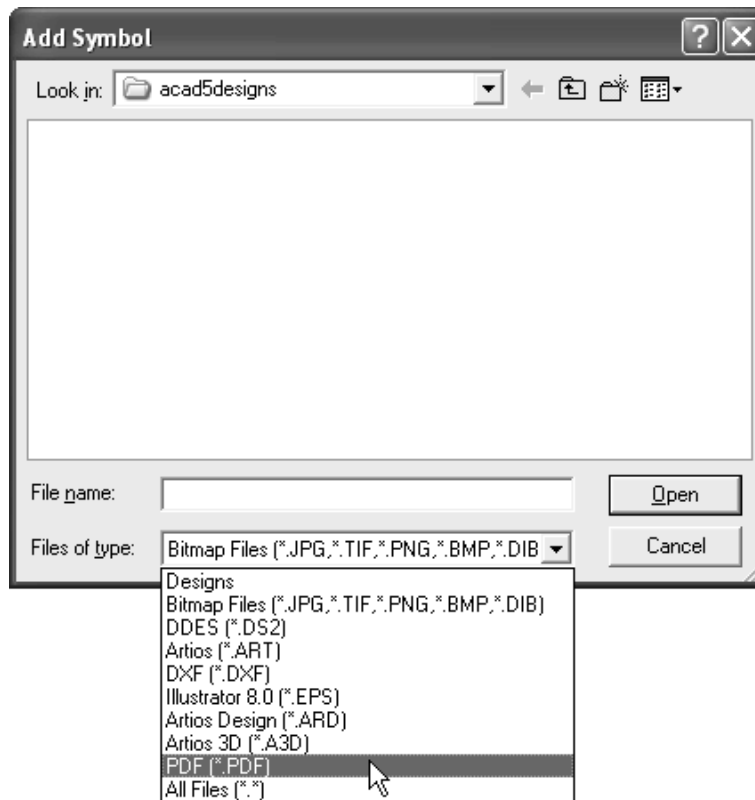 Add Symbol
Look in: acad5designs
File name: Open
Files of type: Bitmap Files (*.JPG,*.TIF,*.PNG,*.BMP,*.DIB Cancel
Designs
Bitmap Files (*.JPG,*.TIF,*.PNG,*.BMP,*.DIB)
DDES (*.DS2)
Artios (*.ART)
DXF (*.DXF)
Illustrator 8.0 (*.EPS)
Artios Design (*.ARD)
Artios 3D (*.A3D)
PDF (*.PDF)
All Files (*.*)